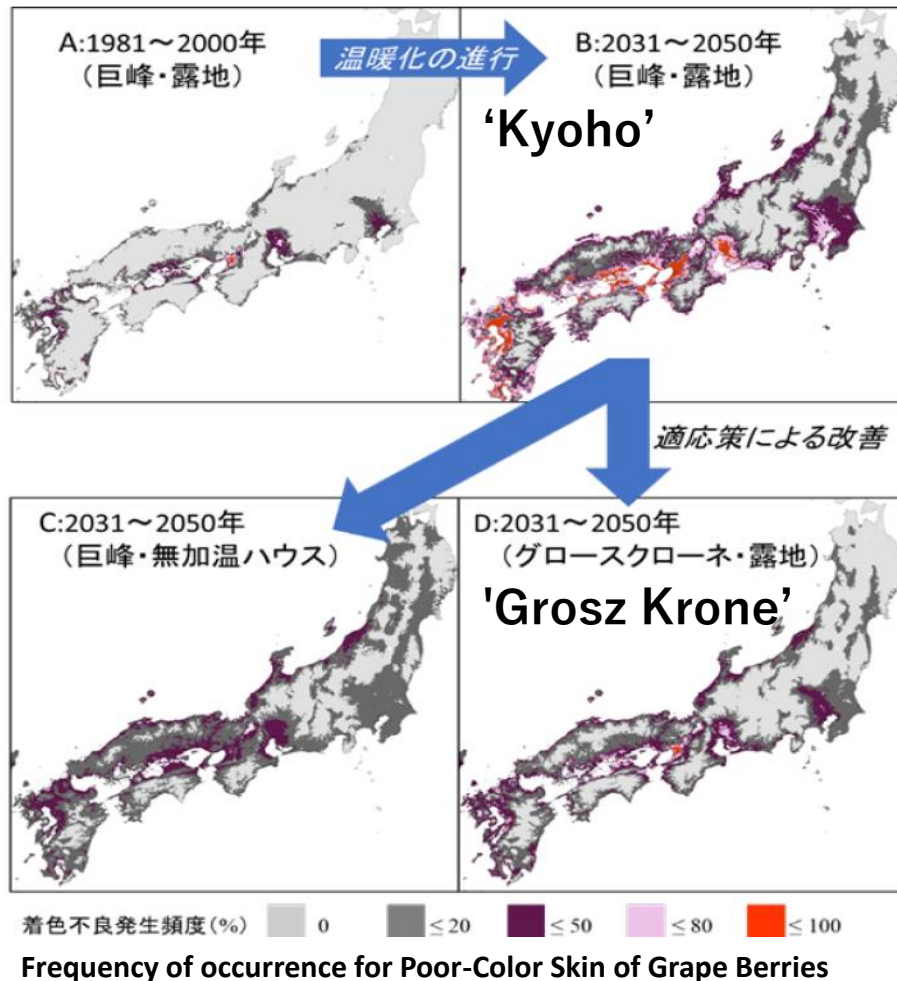 A:1981～2000年
(巨峰・露地)
温暖化の進行
B:2031～2050年
(巨峰・露地)
‘Kyoho’
適応策による改善
C:2031～2050年
(巨峰・無加温ハウス)
D:2031～2050年
(グロースクローネ・露地)
'Grosz Krone’
着色不良発生頻度(%) 0 ≤ 20 ≤ 50 ≤ 80 ≤ 100
Frequency of occurrence for Poor-Color Skin of Grape Berries